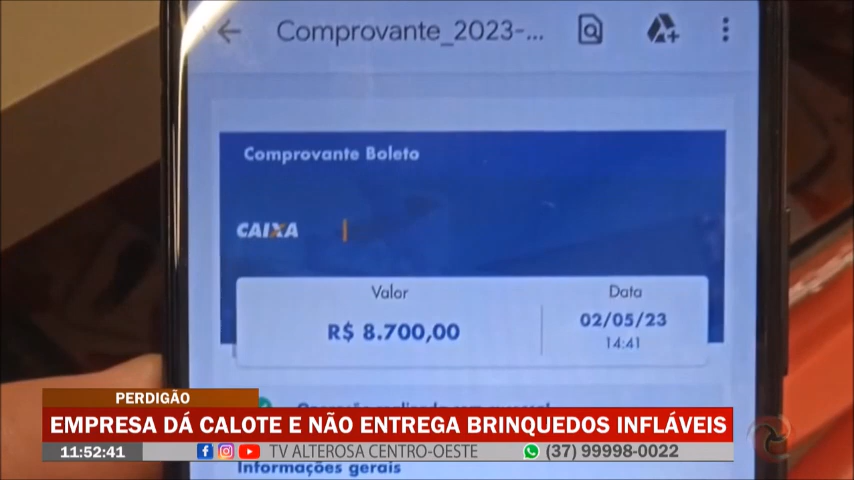 Comprovante_2023-...
Comprovante Boleto
CAIXA
Valor
Data
R$ 8.700,00
02/05/23
14:41
PERDIGÃO
EMPRESA DÁ CALOTE E NÃO ENTREGA BRINQUEDOS INFLÁVEIS
11:52:41
TV ALTEROSA CENTRO-OESTE
(37) 99998-0022
Informações gerais